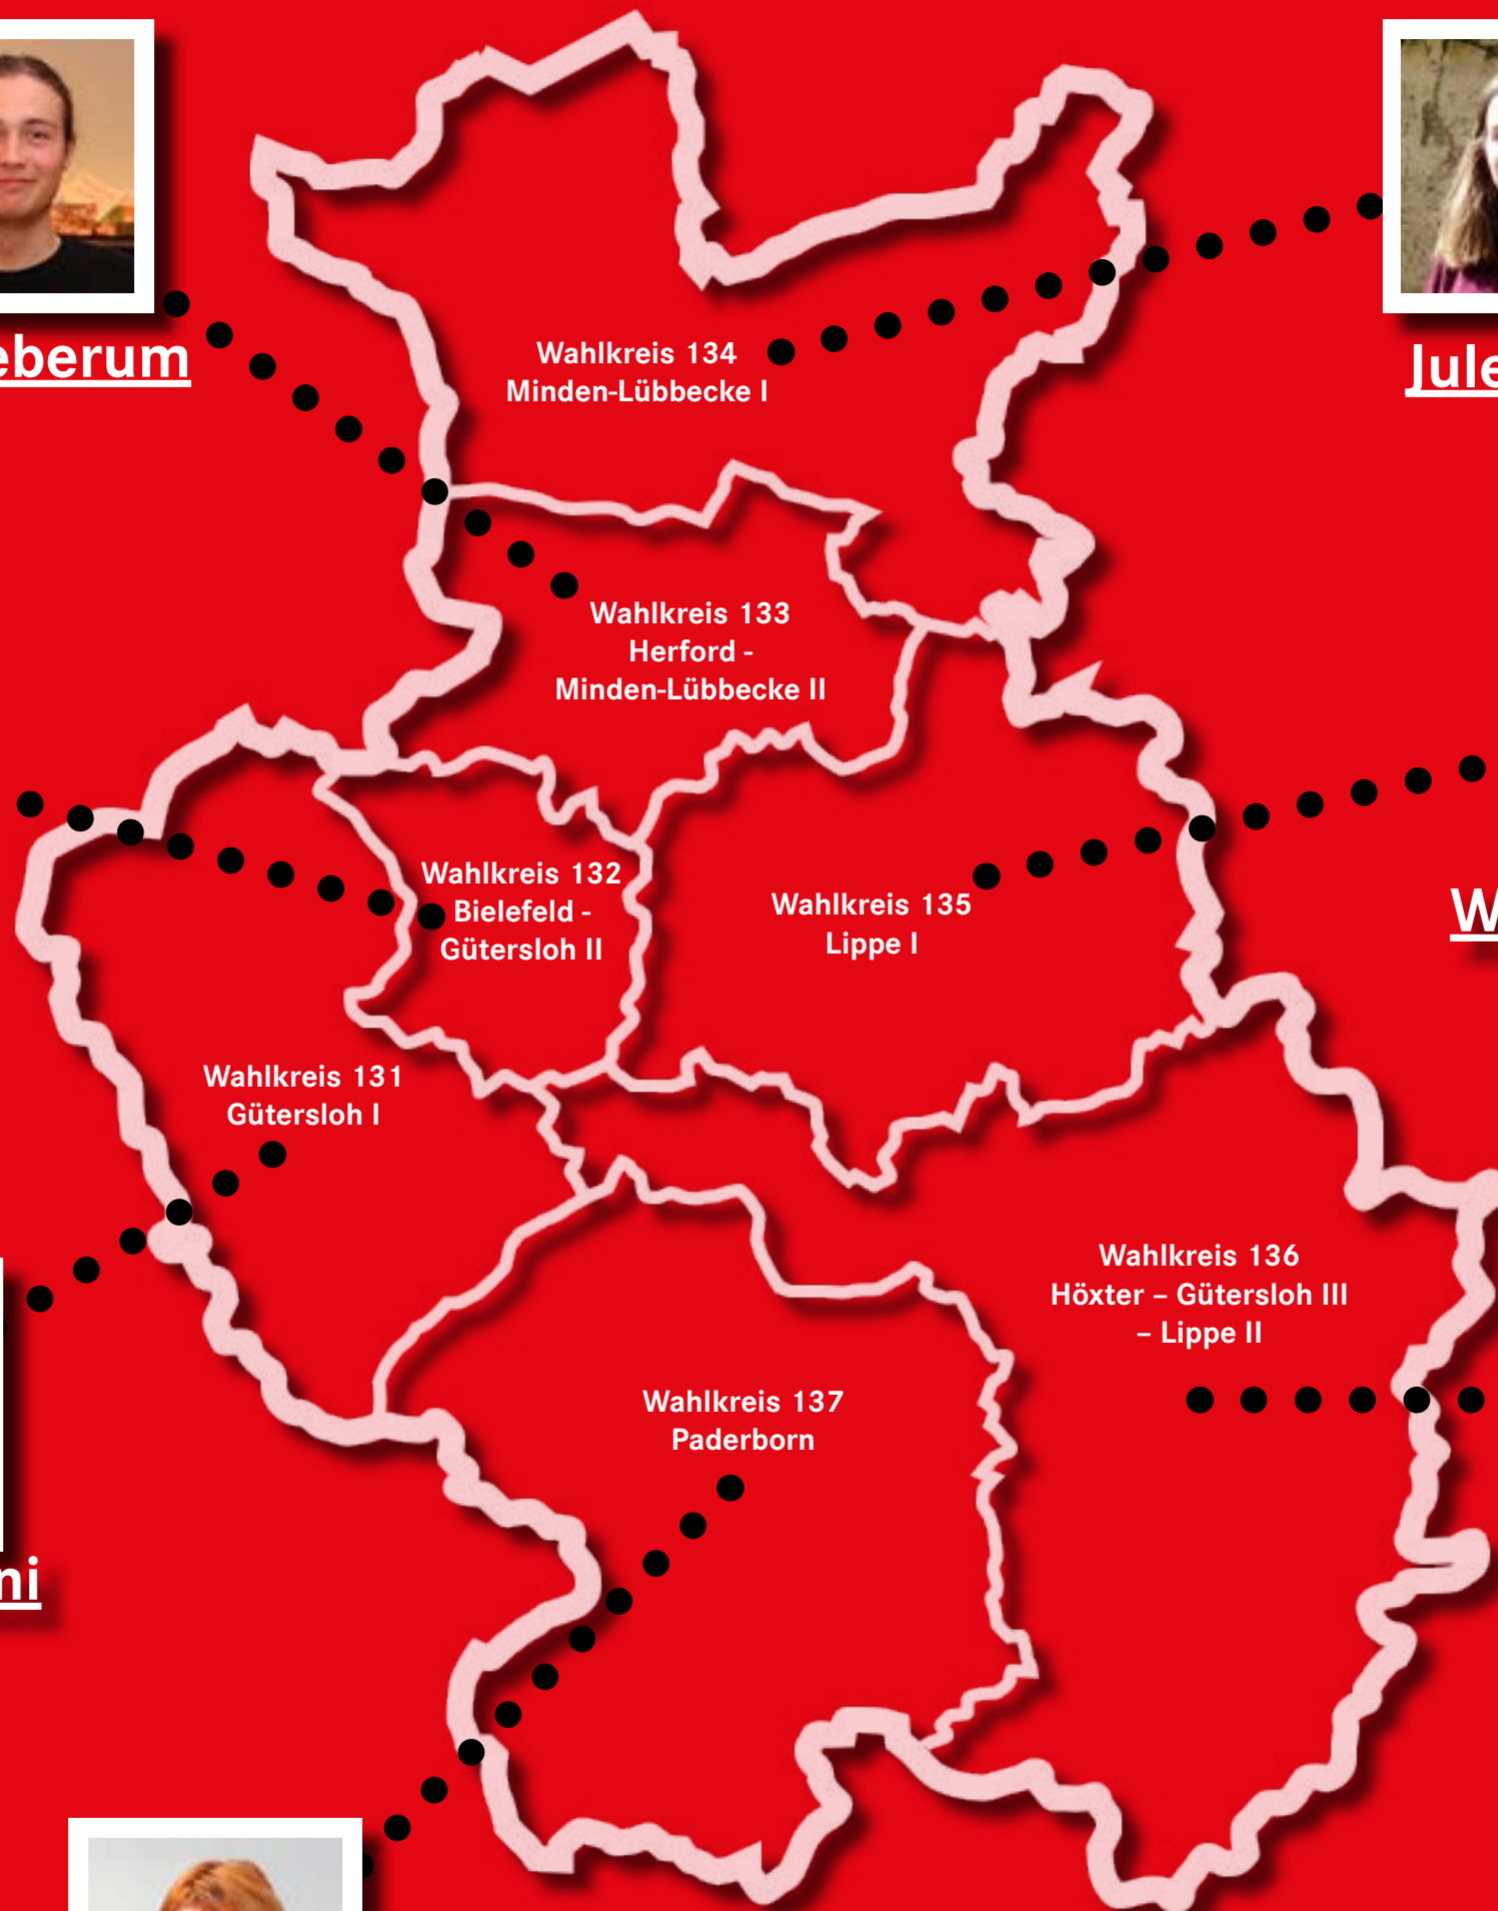 eberum
Jule
Wahlkreis 134
Minden-Lübbecke I
Wahlkreis 133
Herford -
Minden-Lübbecke II
Wahlkreis 132
Bielefeld -
Gütersloh II
Wahlkreis 135
Lippe I
W
Wahlkreis 131
Gütersloh I
Wahlkreis 136
Höxter – Gütersloh III
– Lippe II
Wahlkreis 137
Paderborn
ni